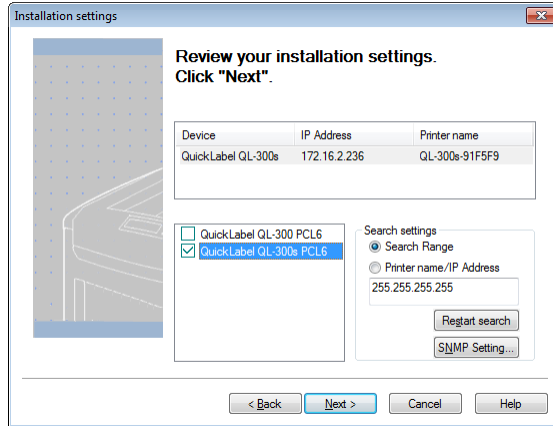 Installation settings
Review your installation settings.
Click "Next".
Device IP Address Printer name
QuickLabel QL-300s 172.16.2.236 QL-300s-91F5F9
QuickLabel QL-300 PCL6
QuickLabel QL-300s PCL6
Search settings
Search Range
Printer name/IP Address
255.255.255.255
Restart search
SNMP Setting...
< Back Next > Cancel Help